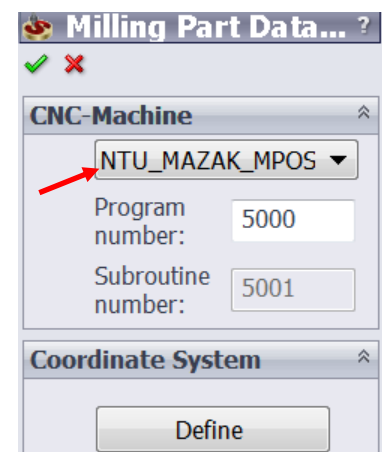 Milling Part Data... ?
CNC-Machine
NTU_MAZAK_MPOS
Program number: 5000
Subroutine number: 5001
Coordinate System
Define